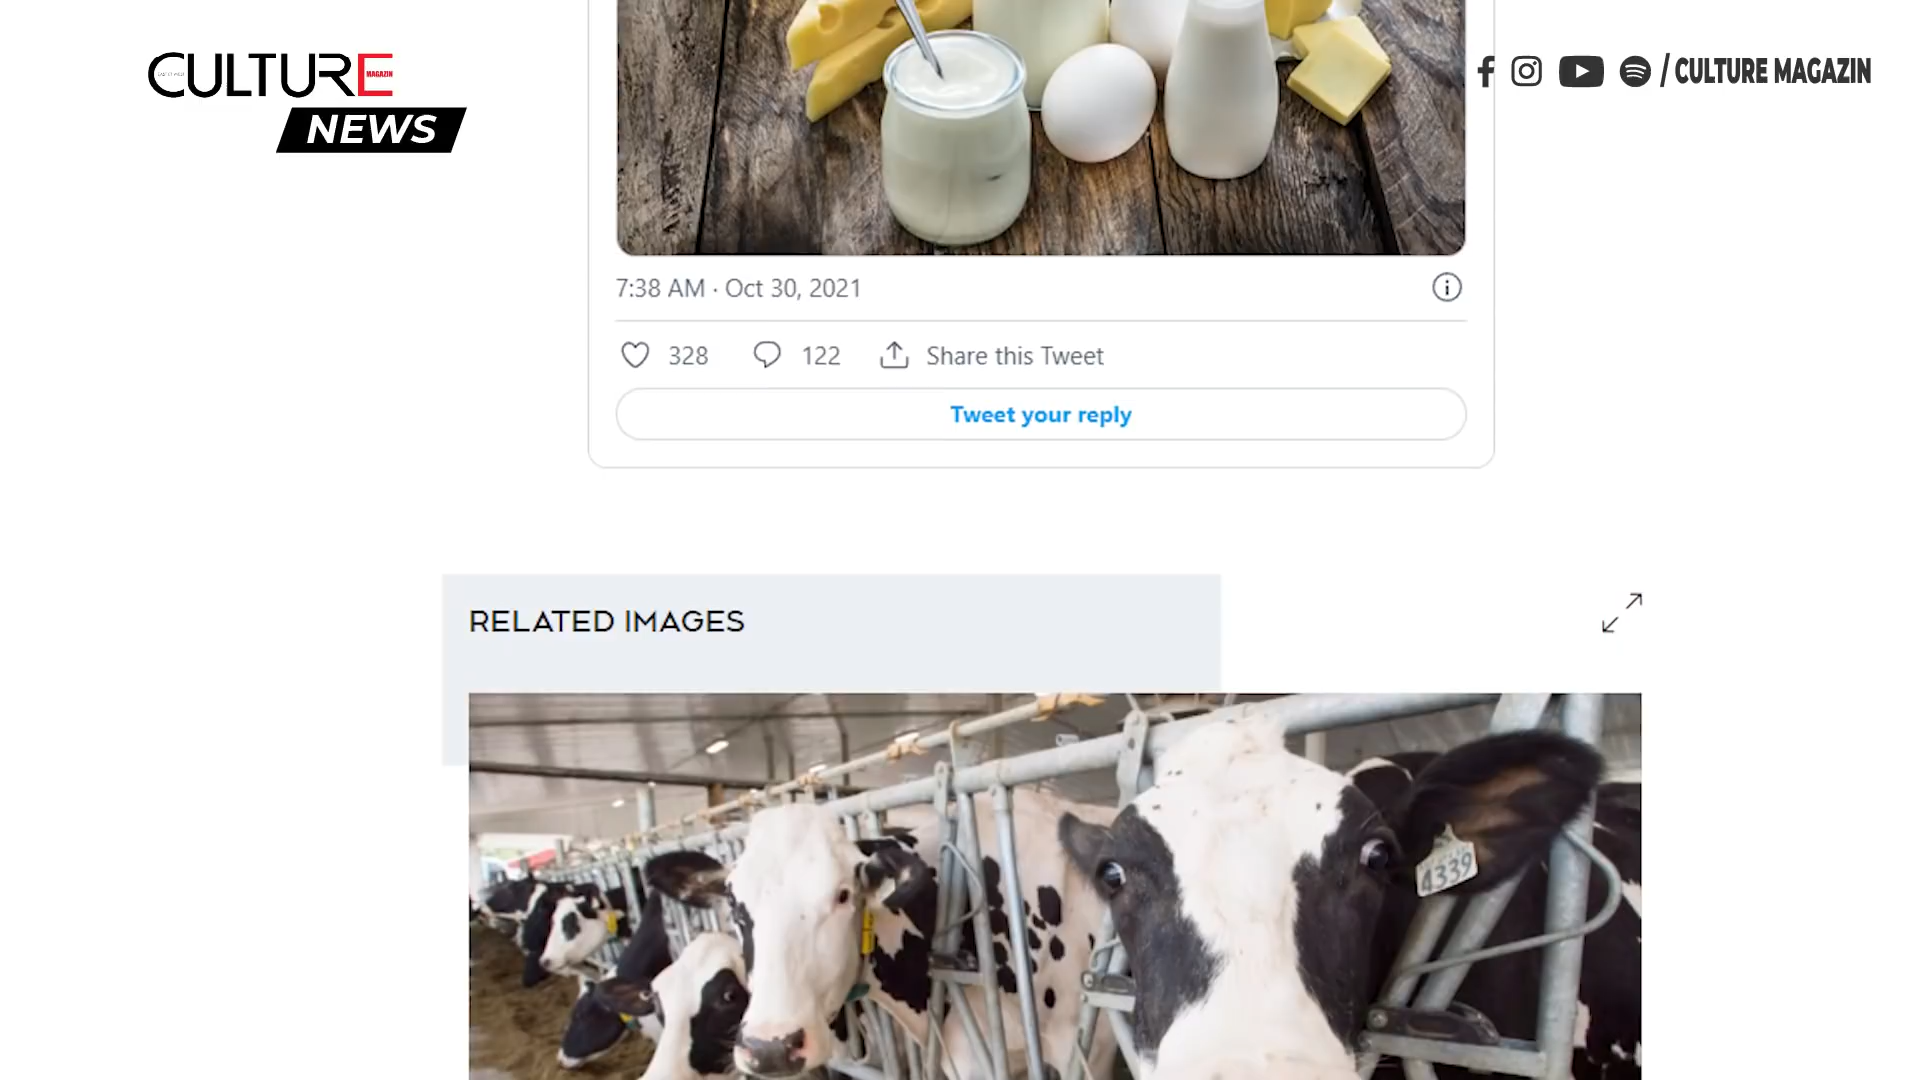 CULTURE
MAGAZIN
NEWS
/ CULTURE MAGAZIN
7:38 AM · Oct 30, 2021
328
122
Share this Tweet
Tweet your reply
RELATED IMAGES
4339